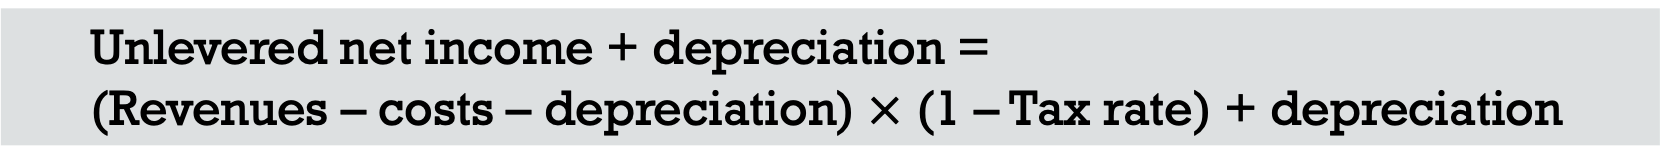 Unlevered net income + depreciation =
(Revenues – costs – depreciation) × (1 – Tax rate) + depreciation